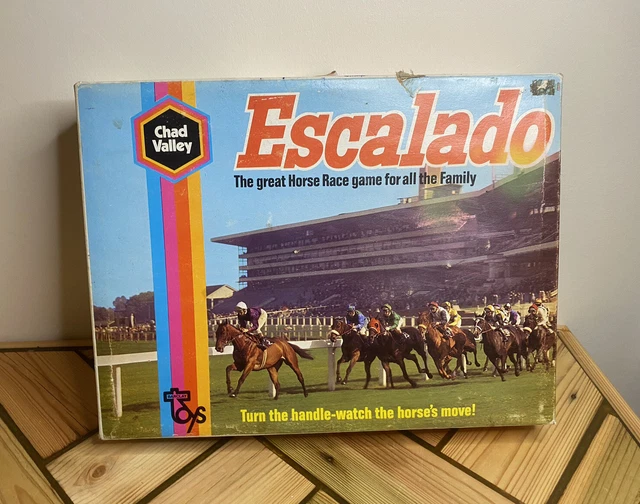 Chad
Valley
Escalado
The great Horse Race game for all the Family
Toys
Turn the handle-watch the horse's move!